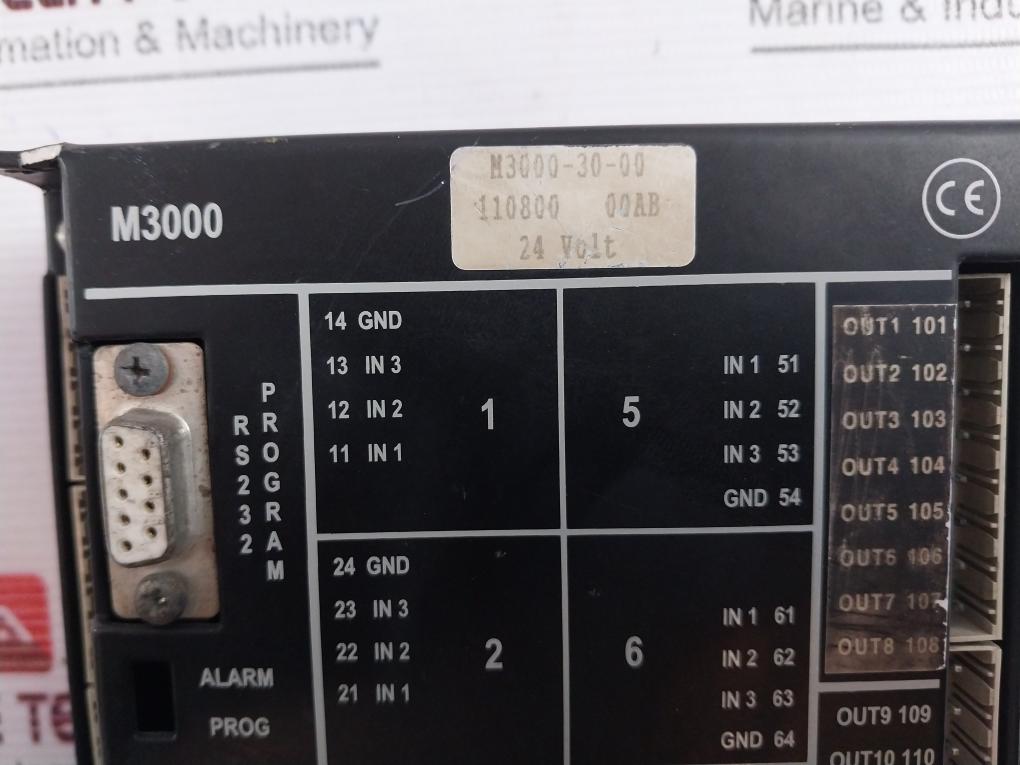 mation & Machinery
Marine & Indu
M3000
M3000-30-00
110800 00AB
24 Volt
CE
PROGRAM
RS232
14 GND
13 IN 3
12 IN 2
11 IN 1
1
5
IN 1 51
IN 2 52
IN 3 53
GND 54
OUT1 101
OUT2 102
OUT3 103
OUT4 104
OUT5 105
OUT6 106
OUT7 107
OUT8 108
24 GND
23 IN 3
22 IN 2
21 IN 1
2
6
IN 1 61
IN 2 62
IN 3 63
GND 64
OUT9 109
OUT10 110
ALARM
PROG